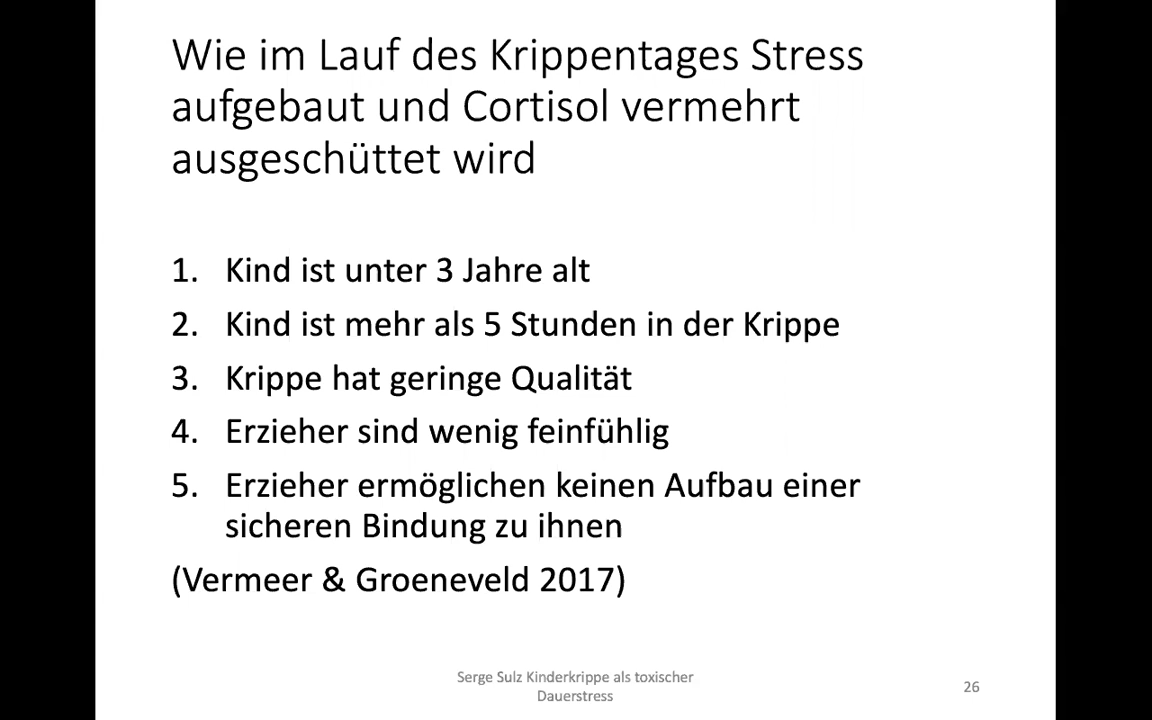 Wie im Lauf des Krippentages Stress
aufgebaut und Cortisol vermehrt
ausgeschüttet wird
1. Kind ist unter 3 Jahre alt
2. Kind ist mehr als 5 Stunden in der Krippe
3. Krippe hat geringe Qualität
4. Erzieher sind wenig feinfühlig
5. Erzieher ermöglichen keinen Aufbau einer
sicheren Bindung zu ihnen
(Vermeer & Groeneveld 2017)
Serge Sulz Kinderkrippe als toxischer
Dauerstress
26